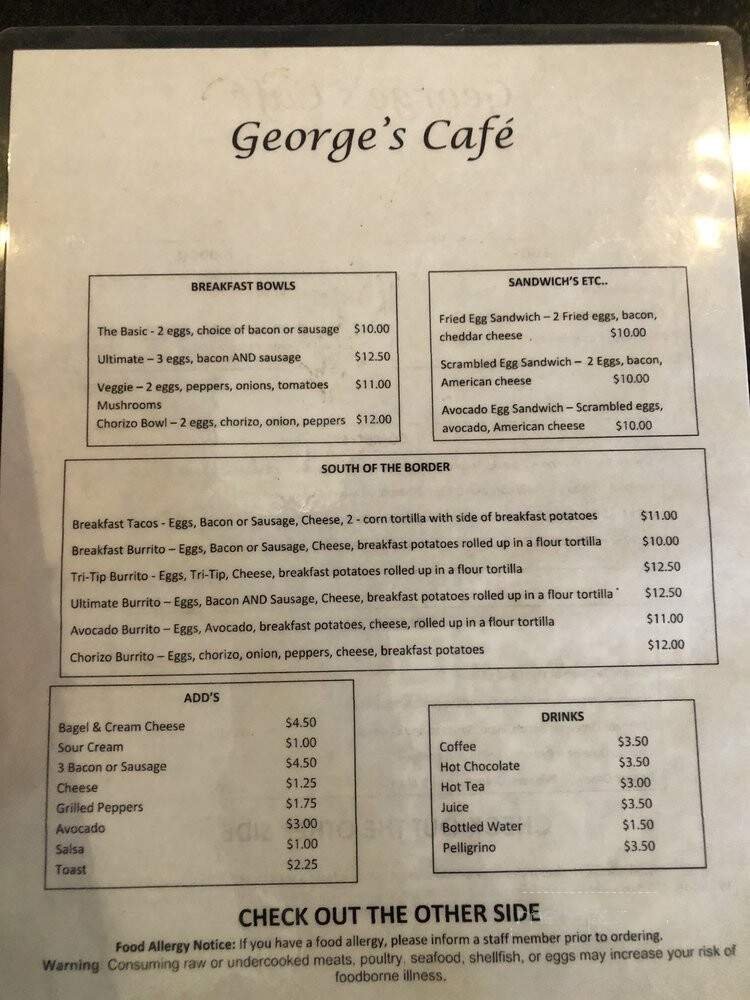 George's Café
BREAKFAST BOWLS
The Basic - 2 eggs, choice of bacon or sausage $10.00
Ultimate – 3 eggs, bacon AND sausage $12.50
Veggie – 2 eggs, peppers, onions, tomatoes $11.00
Mushrooms
Chorizo Bowl – 2 eggs, chorizo, onion, peppers $12.00
SANDWICH'S ETC..
Fried Egg Sandwich – 2 Fried eggs, bacon,
cheddar cheese $10.00
Scrambled Egg Sandwich – 2 Eggs, bacon,
American cheese $10.00
Avocado Egg Sandwich – Scrambled eggs,
avocado, American cheese $10.00
SOUTH OF THE BORDER
Breakfast Tacos - Eggs, Bacon or Sausage, Cheese, 2 - corn tortilla with side of breakfast potatoes $11.00
Breakfast Burrito – Eggs, Bacon or Sausage, Cheese, breakfast potatoes rolled up in a flour tortilla $10.00
Tri-Tip Burrito - Eggs, Tri-Tip, Cheese, breakfast potatoes rolled up in a flour tortilla $12.50
Ultimate Burrito – Eggs, Bacon AND Sausage, Cheese, breakfast potatoes rolled up in a flour tortilla $12.50
Avocado Burrito – Eggs, Avocado, breakfast potatoes, cheese, rolled up in a flour tortilla $11.00
Chorizo Burrito – Eggs, chorizo, onion, peppers, cheese, breakfast potatoes $12.00
ADD'S
Bagel & Cream Cheese $4.50
Sour Cream $1.00
3 Bacon or Sausage $4.50
Cheese $1.25
Grilled Peppers $1.75
Avocado $3.00
Salsa $1.00
Toast $2.25
DRINKS
Coffee $3.50
Hot Chocolate $3.50
Hot Tea $3.00
Juice $3.50
Bottled Water $1.50
Pelligrino $3.50
CHECK OUT THE OTHER SIDE
Food Allergy Notice: If you have a food allergy, please inform a staff member prior to ordering.
Warning: Consuming raw or undercooked meats, poultry, seafood, shellfish, or eggs may increase your risk of
foodborne illness.